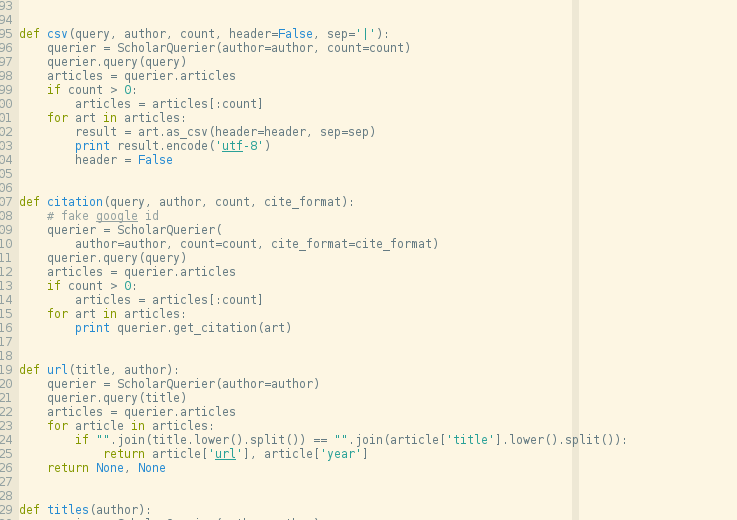 93
94
95 def csv(query, author, count, header=False, sep='|'):
96     querier = ScholarQuerier(author=author, count=count)
97     querier.query(query)
98     articles = querier.articles
99     if count > 0:
00         articles = articles[:count]
01     for art in articles:
02         result = art.as_csv(header=header, sep=sep)
03         print result.encode('utf-8')
04         header = False
05
06
07 def citation(query, author, count, cite_format):
08     # fake google id
09     querier = ScholarQuerier(
10         author=author, count=count, cite_format=cite_format)
11     querier.query(query)
12     articles = querier.articles
13     if count > 0:
14         articles = articles[:count]
15     for art in articles:
16         print querier.get_citation(art)
17
18
19 def url(title, author):
20     querier = ScholarQuerier(author=author)
21     querier.query(title)
22     articles = querier.articles
23     for article in articles:
24         if "".join(title.lower().split()) == "".join(article['title'].lower().split()):
25             return article['url'], article['year']
26     return None, None
27
28
29 def titles(author):